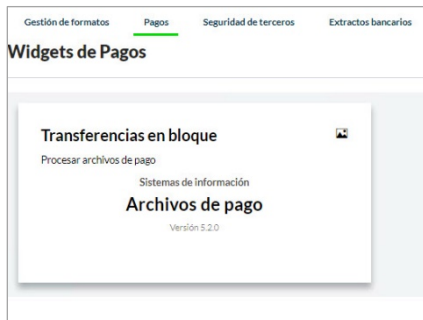 Gestión de formatos Pagos Seguridad de terceros Extractos bancarios
Widgets de Pagos
Transferencias en bloque
Procesar archivos de pago
Sistemas de información
Archivos de pago
Versión 5.2.0